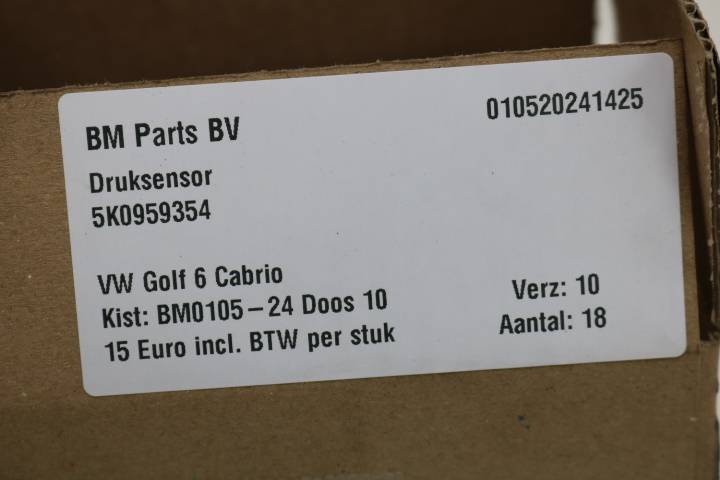 BM Parts BV
010520241425
Druksensor
5K0959354
VW Golf 6 Cabrio
Verz: 10
Kist: BM0105-24 Doos 10
Aantal: 18
15 Euro incl. BTW per stuk